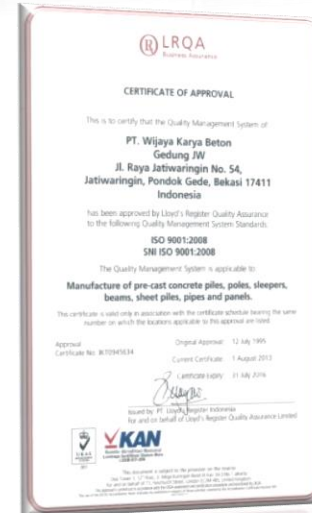 LRQA
Business Assurance
CERTIFICATE OF APPROVAL
This is to certify that the Quality Management System of
PT. Wijaya Karya Beton
Gedung JW
Jl. Raya Jatiwaringin No. 54,
Jatiwaringin, Pondok Gede, Bekasi 17411
Indonesia
has been approved by Lloyd's Register Quality Assurance
to the following Quality Management System Standards
ISO 9001:2008
SNI ISO 9001:2008
The Quality Management System is applicable to
Manufacture of pre-cast concrete piles, poles, sleepers,
beams, sheet piles, pipes and panels.
This certificate is valid only in association with the certificate schedule bearing the same
number on which the locations applicable to this approval are listed
Approval
Original Approval: 12 July 1995
Certificate No:
Current Certificate: 1 August 2013
Certificate Expiry: 31 July 2016
Issued by: PT. Lloyd's Register Indonesia
For and on behalf of Lloyd's Register Quality Assurance Limited
KAN